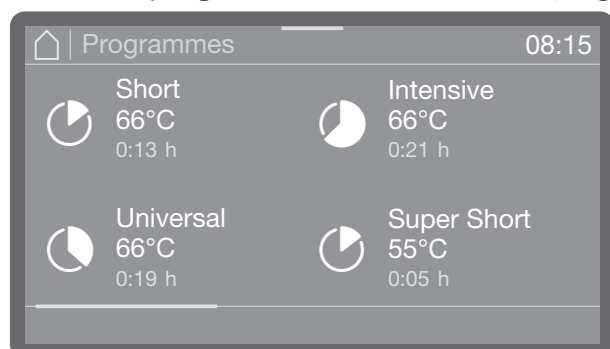 Programmes
08:15
Short
66°C
0:13 h
Intensive
66°C
0:21 h
Universal
66°C
0:19 h
Super Short
55°C
0:05 h